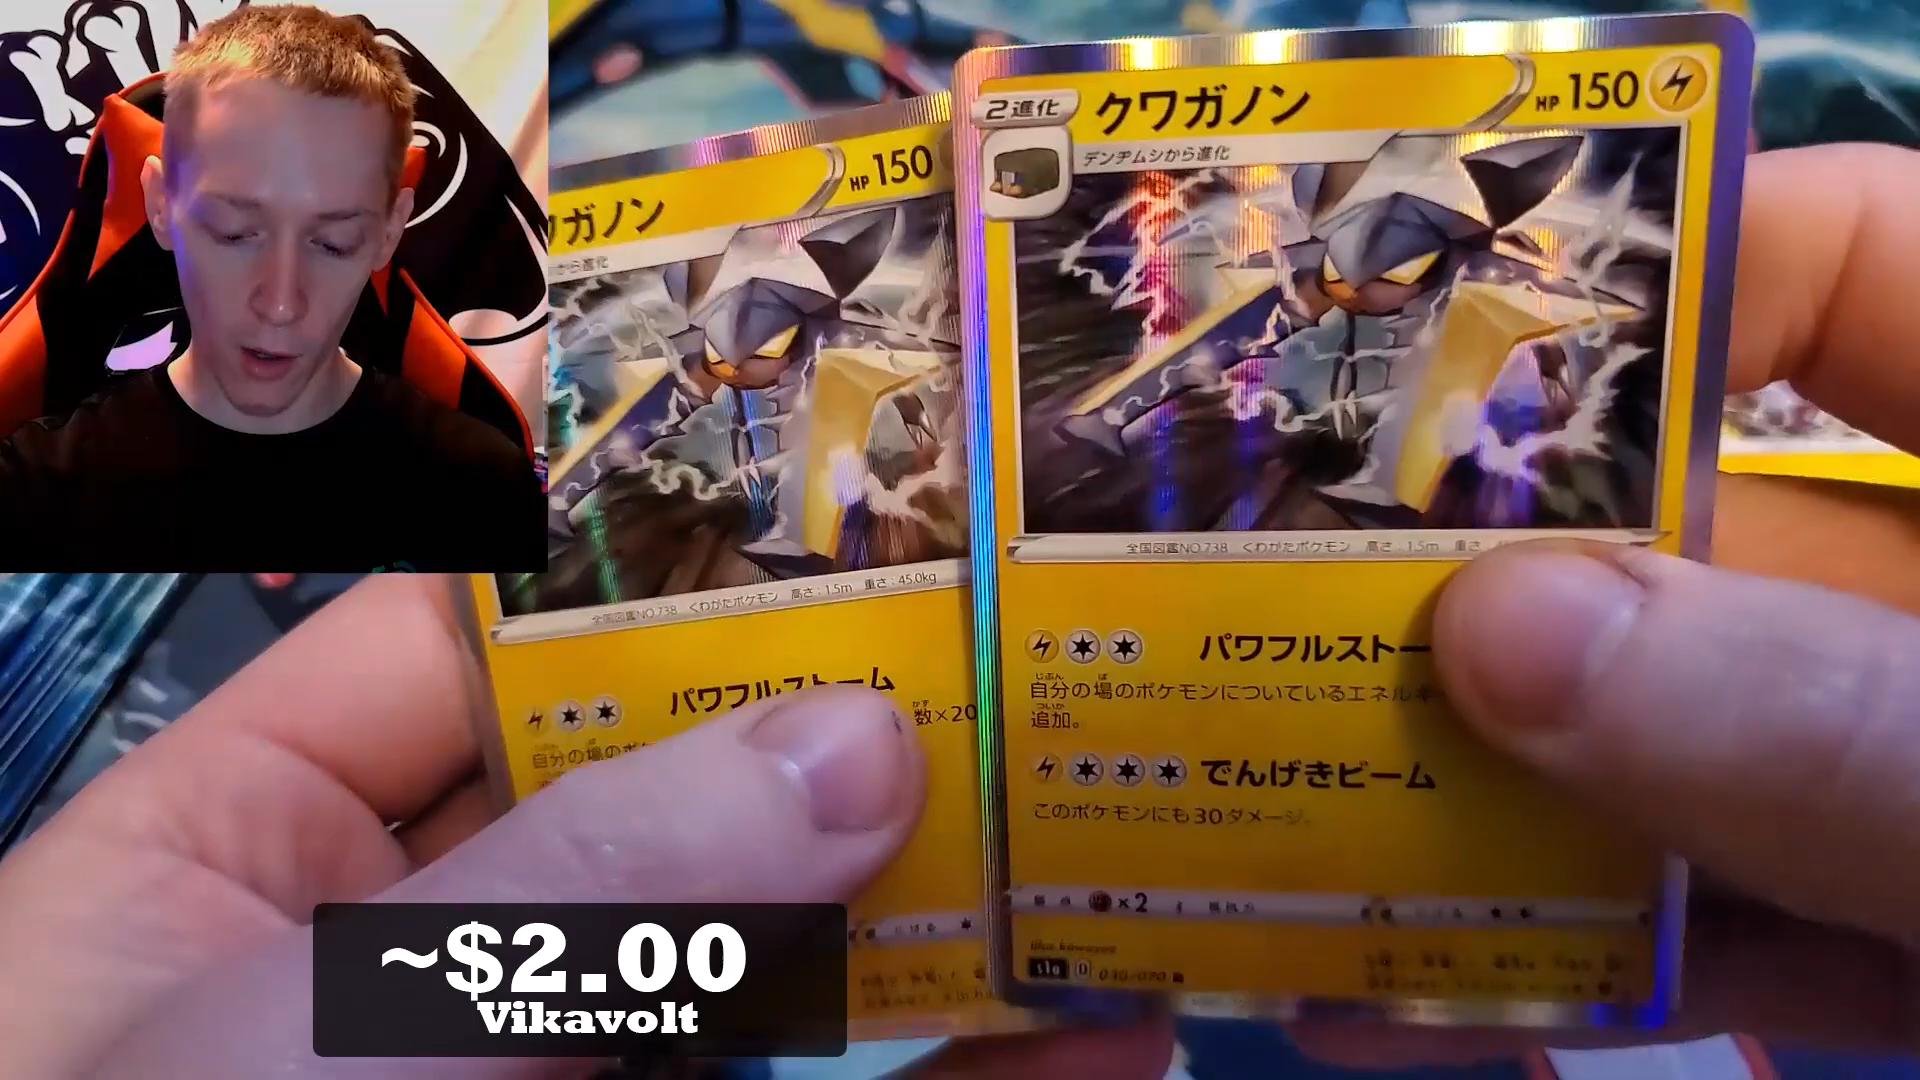 ワガノン
HP 150
から進化
全国図鑑NO.738 くわがたポケモン 高さ:1.5m 重さ:45.0kg
パワフルストーム
自分の場のポケ
数×20
2進化
クワガノン
HP 150
デンヂムシから進化
全国図鑑NO.738 くわがたポケモン 高さ:1.5m 重さ
パワフルストー
自分の場のポケモンについているエネルギ
追加。
でんげきビーム
このポケモンにも30ダメージ。
×2
s1a D 030/070 R
~$2.00
Vikavolt